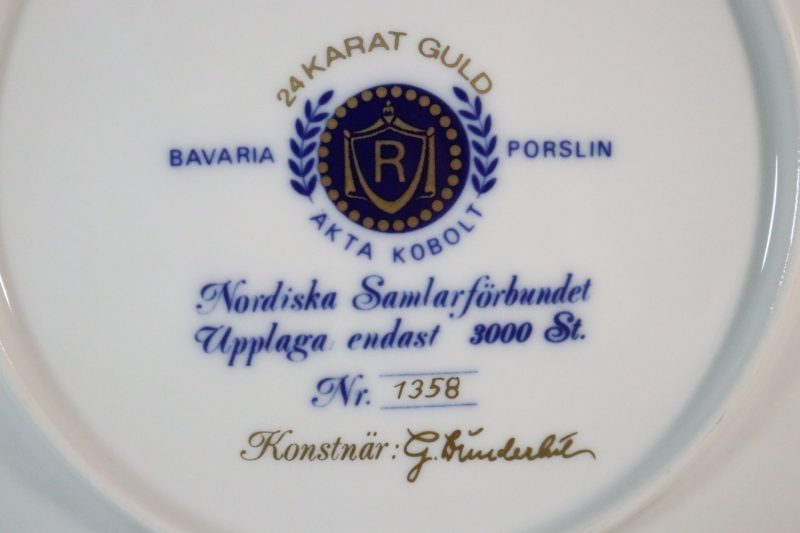 24 KARAT GULD
BAVARIA R PORSLIN
AKTA KOBOLT
Nordiska Samlarförbundet
Upplaga endast 3000 St.
Nr. 1358
Konstnär: G.